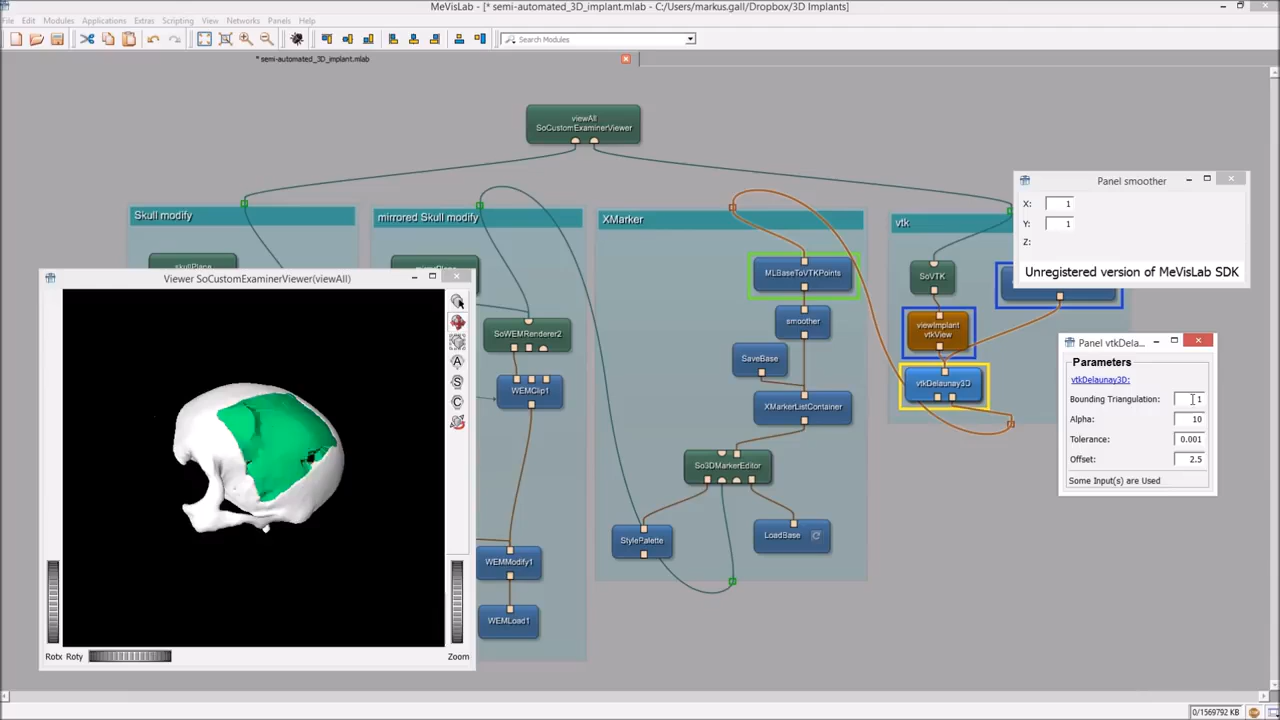 MeVisLab - [* semi-automated_3D_implant.mlab - C:/Users/markus.gall/Dropbox/3D Implants]
File Edit Modules Applications Extras Scripting View Networks Panels Help
Search Modules
* semi-automated_3D_implant.mlab
viewAll
SoCustomExaminerViewer
Panel smoother
X: 1
Y: 1
Z:
Unregistered version of MeVisLab SDK
Skull modify
mirrored Skull modify
XMarker
vtk
skullPlane
MLBaseToVTKPoints
SoVTK
Viewer SoCustomExaminerViewer(viewAll)
smoother
viewImplant
vtkView
SoWEMRenderer2
SaveBase
Panel vtkDela...
Parameters
vtkDelaunay3D:
Bounding Triangulation: 1
Alpha: 10
Tolerance: 0.001
Offset: 2.5
Some Input(s) are Used
vtkDelaunay3D
WEMClip1
XMarkerListContainer
A
S
C
So3DMarkerEditor
StylePalette
LoadBase
WEMModify1
WEMLoad1
Rotx Roty
Zoom
0/1569792 KB